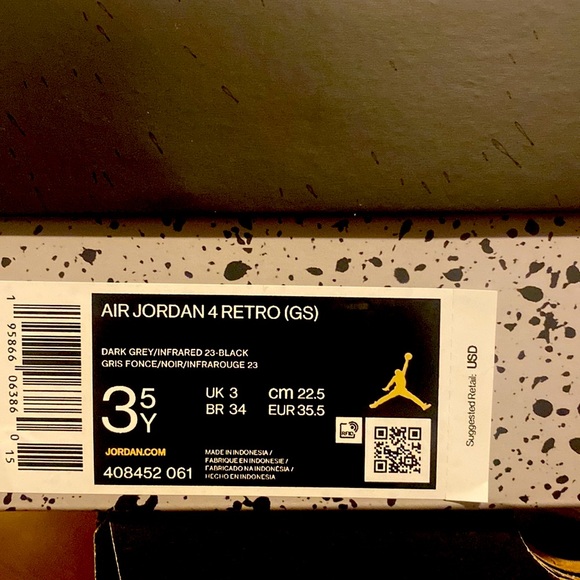 AIR JORDAN 4 RETRO (GS)
DARK GREY/INFRARED 23-BLACK
GRIS FONCE/NOIR/INFRAROUGE 23
3 5 Y
UK 3
BR 34
cm 22.5
EUR 35.5
JORDAN.COM
408452 061
MADE IN INDONESIA /
FABRIQUE EN INDONESIE /
FABRICADO NA INDONÉSIA /
HECHO EN INDONESIA
RFID
Suggested Retail: USD
1 95866 06386 0 15